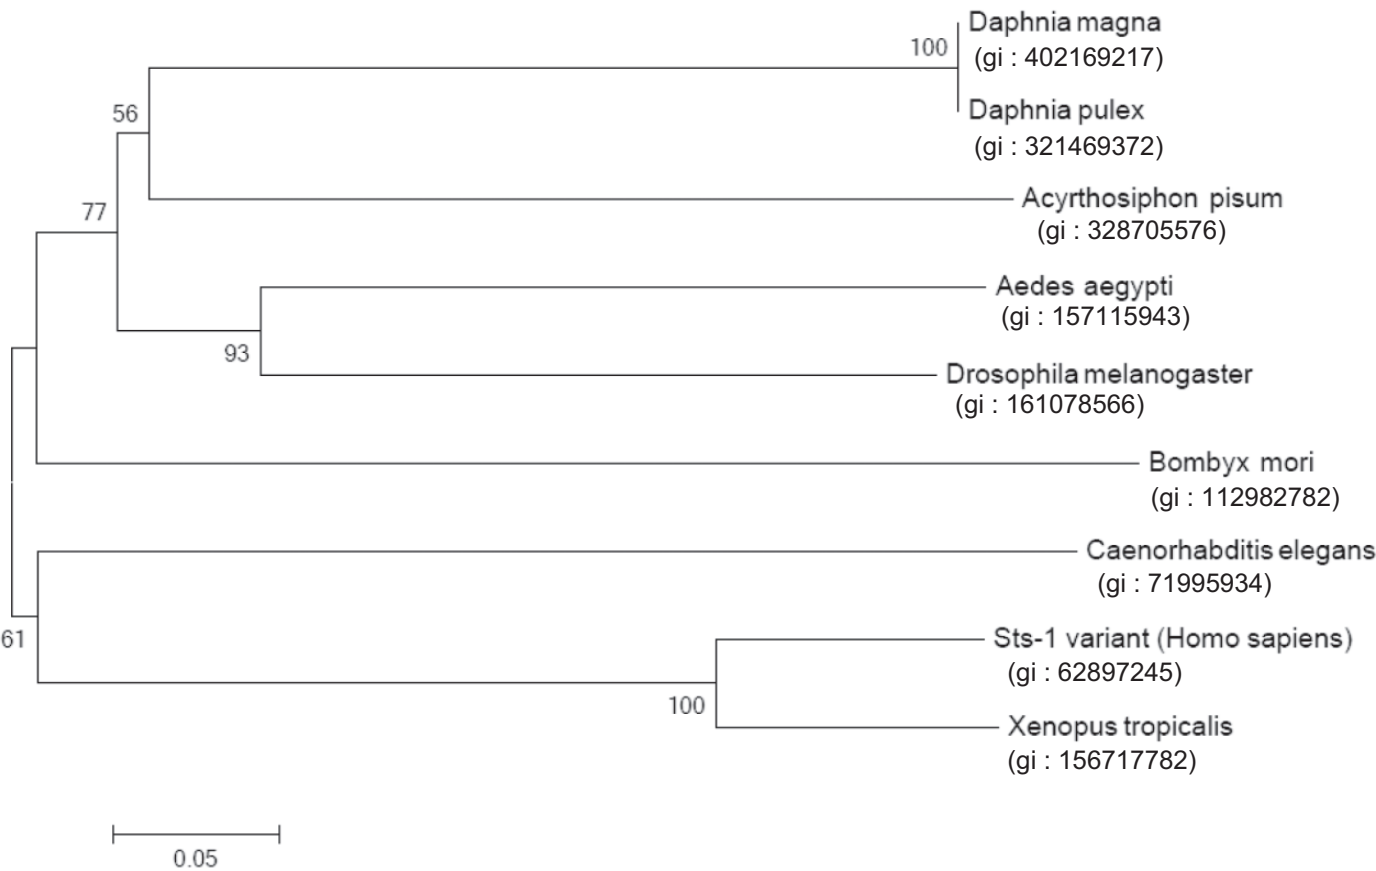 Daphnia magna
100
(gi : 402169217)
56
Daphnia pulex
(gi : 321469372)
77
Acyrthosiphon pisum
(gi : 328705576)
Aedes aegypti
(gi : 157115943)
93
Drosophila melanogaster
(gi : 161078566)
Bombyx mori
(gi : 112982782)
Caenorhabditis elegans
(gi : 71995934)
61
Sts-1 variant (Homo sapiens)
(gi : 62897245)
100
Xenopus tropicalis
(gi : 156717782)
0.05